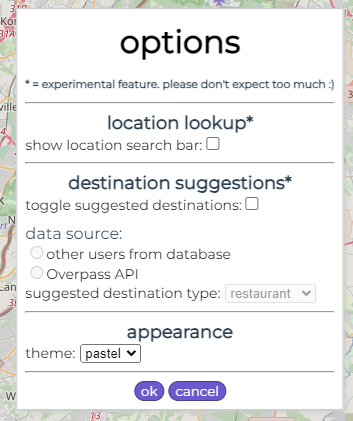 options
* = experimental feature. please don't expect too much :)
location lookup*
show location search bar:
destination suggestions*
toggle suggested destinations:
data source:
other users from database
Overpass API
suggested destination type: restaurant
appearance
theme: pastel
ok cancel